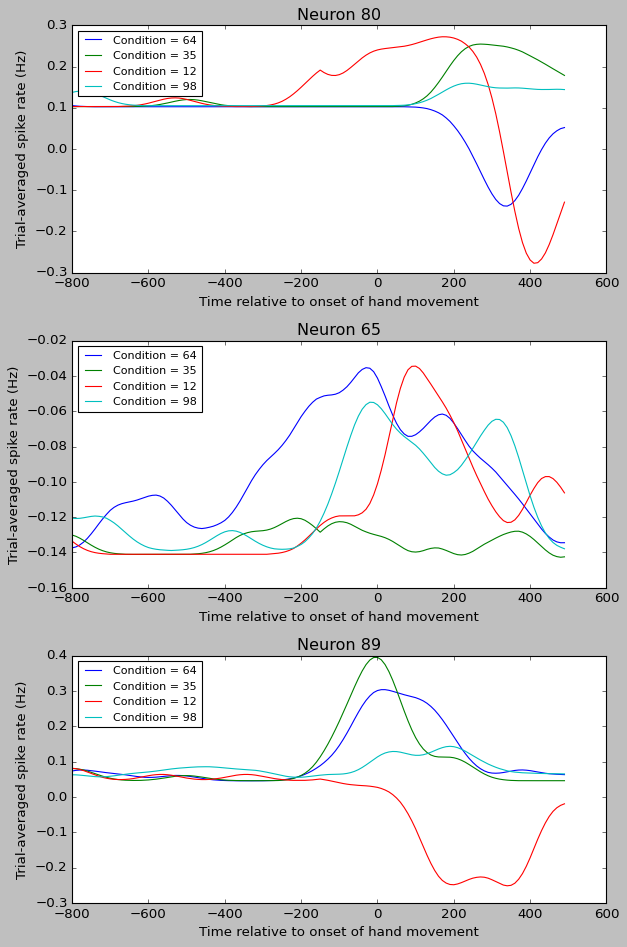 Neuron 80
Trial-averaged spike rate (Hz)
0.3
0.2
0.1
0.0
−0.1
−0.2
−0.3
Condition = 64
Condition = 35
Condition = 12
Condition = 98
−800 −600 −400 −200 0 200 400 600
Time relative to onset of hand movement
Neuron 65
Trial-averaged spike rate (Hz)
−0.02
−0.04
−0.06
−0.08
−0.10
−0.12
−0.14
−0.16
Condition = 64
Condition = 35
Condition = 12
Condition = 98
−800 −600 −400 −200 0 200 400 600
Time relative to onset of hand movement
Neuron 89
Trial-averaged spike rate (Hz)
0.4
0.3
0.2
0.1
0.0
−0.1
−0.2
−0.3
Condition = 64
Condition = 35
Condition = 12
Condition = 98
−800 −600 −400 −200 0 200 400 600
Time relative to onset of hand movement